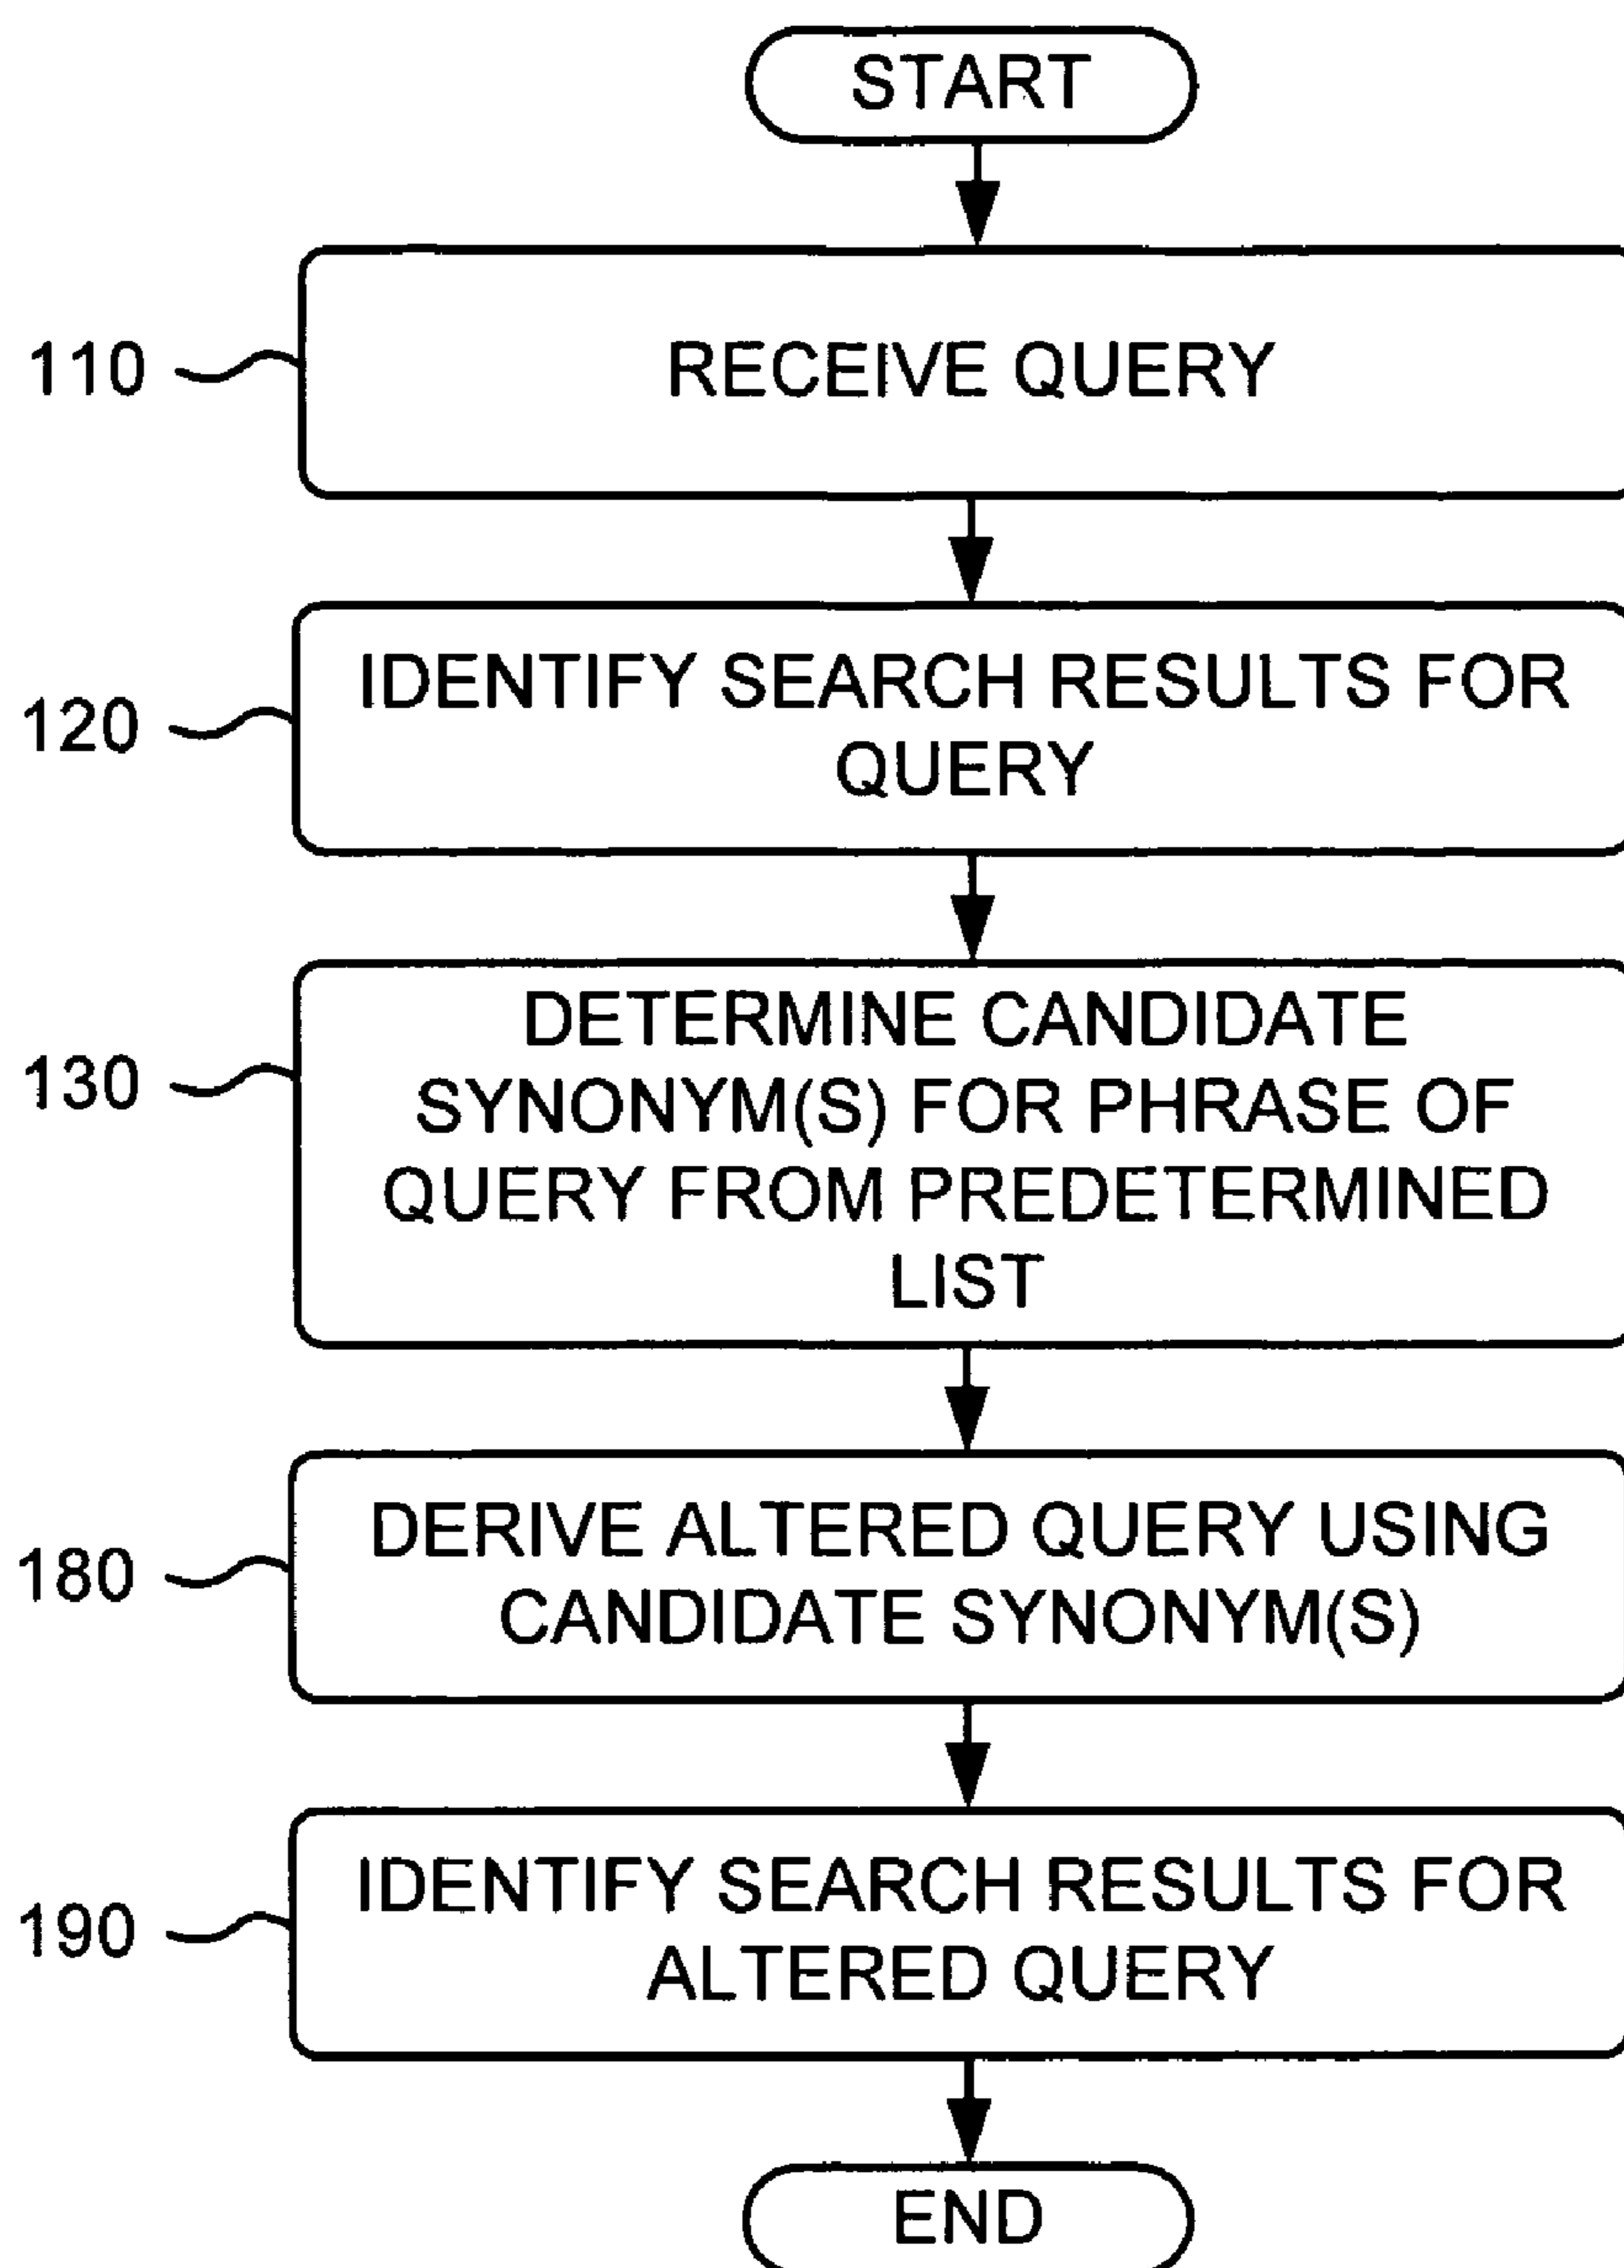 START
110
RECEIVE QUERY
120
IDENTIFY SEARCH RESULTS FOR
QUERY
130
DETERMINE CANDIDATE
SYNONYM(S) FOR PHRASE OF
QUERY FROM PREDETERMINED
LIST
180
DERIVE ALTERED QUERY USING
CANDIDATE SYNONYM(S)
190
IDENTIFY SEARCH RESULTS FOR
ALTERED QUERY
END